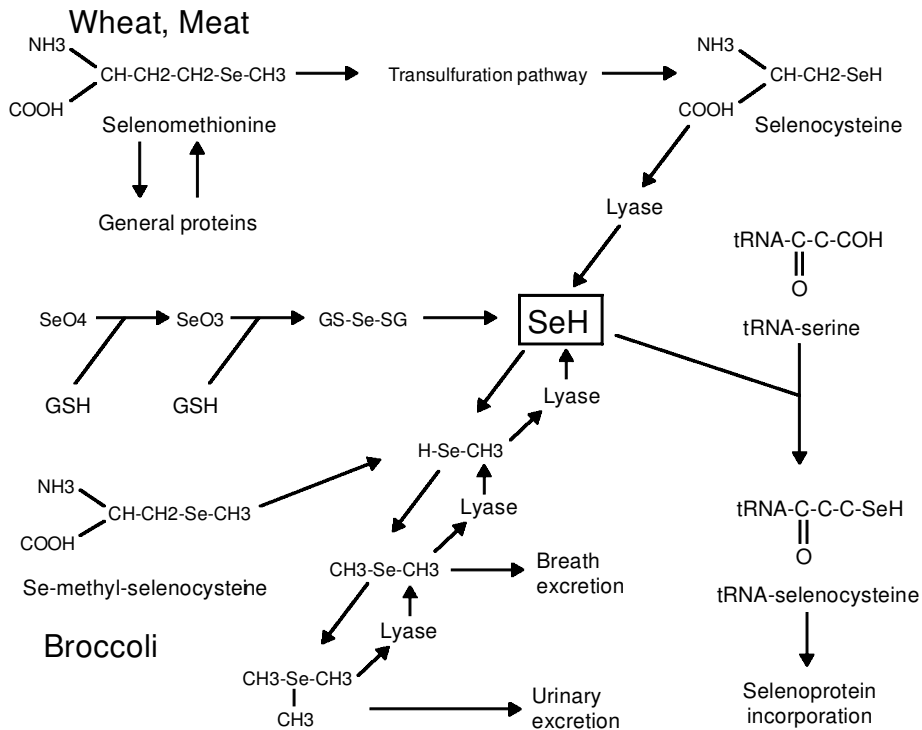 Wheat, Meat
NH3
CH-CH2-CH2-Se-CH3
COOH
Selenomethionine
General proteins
Transulfuration pathway
NH3
CH-CH2-SeH
COOH
Selenocysteine
Lyase
tRNA-C-C-COH
O
tRNA-serine
SeO4
SeO3
GS-Se-SG
SeH
GSH
GSH
Lyase
H-Se-CH3
NH3
CH-CH2-Se-CH3
COOH
Se-methyl-selenocysteine
Broccoli
Lyase
CH3-Se-CH3
Breath
excretion
Lyase
CH3-Se-CH3
CH3
Urinary
excretion
tRNA-C-C-C-SeH
O
tRNA-selenocysteine
Selenoprotein
incorporation